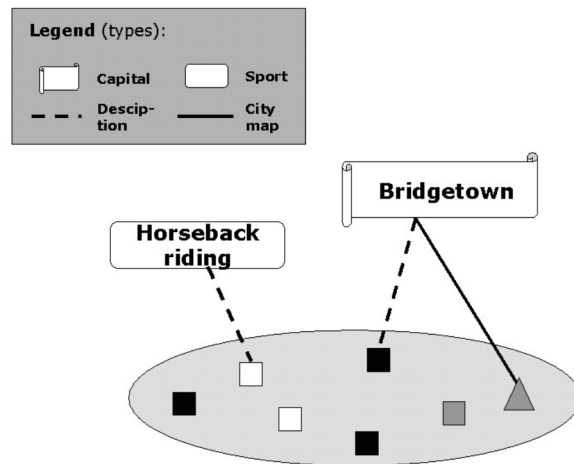 Legend (types):
Capital
Sport
Descip-
tion
City
map
Bridgetown
Horseback
riding